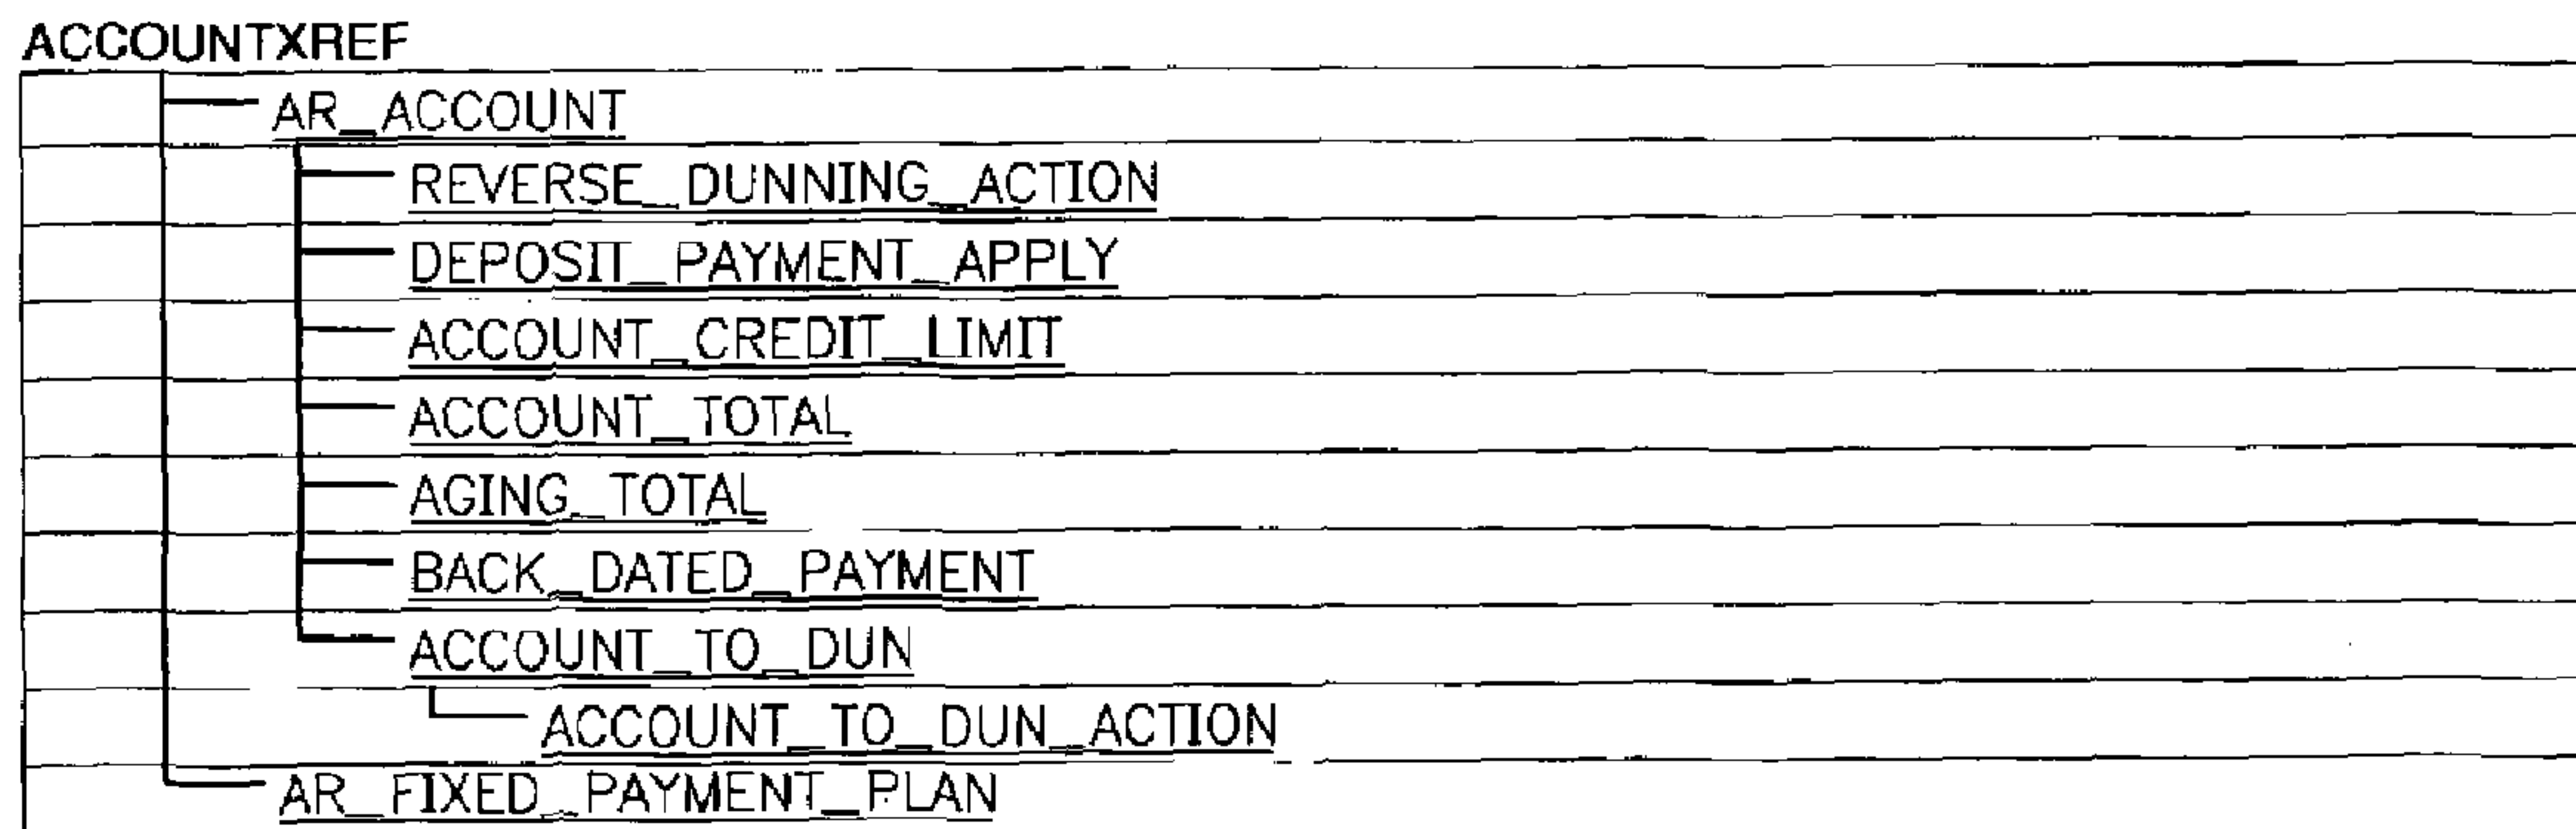 ACCOUNTXREF
AR_ACCOUNT
REVERSE_DUNNING_ACTION
DEPOSIT_PAYMENT_APPLY
ACCOUNT_CREDIT_LIMIT
ACCOUNT_TOTAL
AGING_TOTAL
BACK_DATED_PAYMENT
ACCOUNT_TO_DUN
ACCOUNT_TO_DUN_ACTION
AR_FIXED_PAYMENT_PLAN